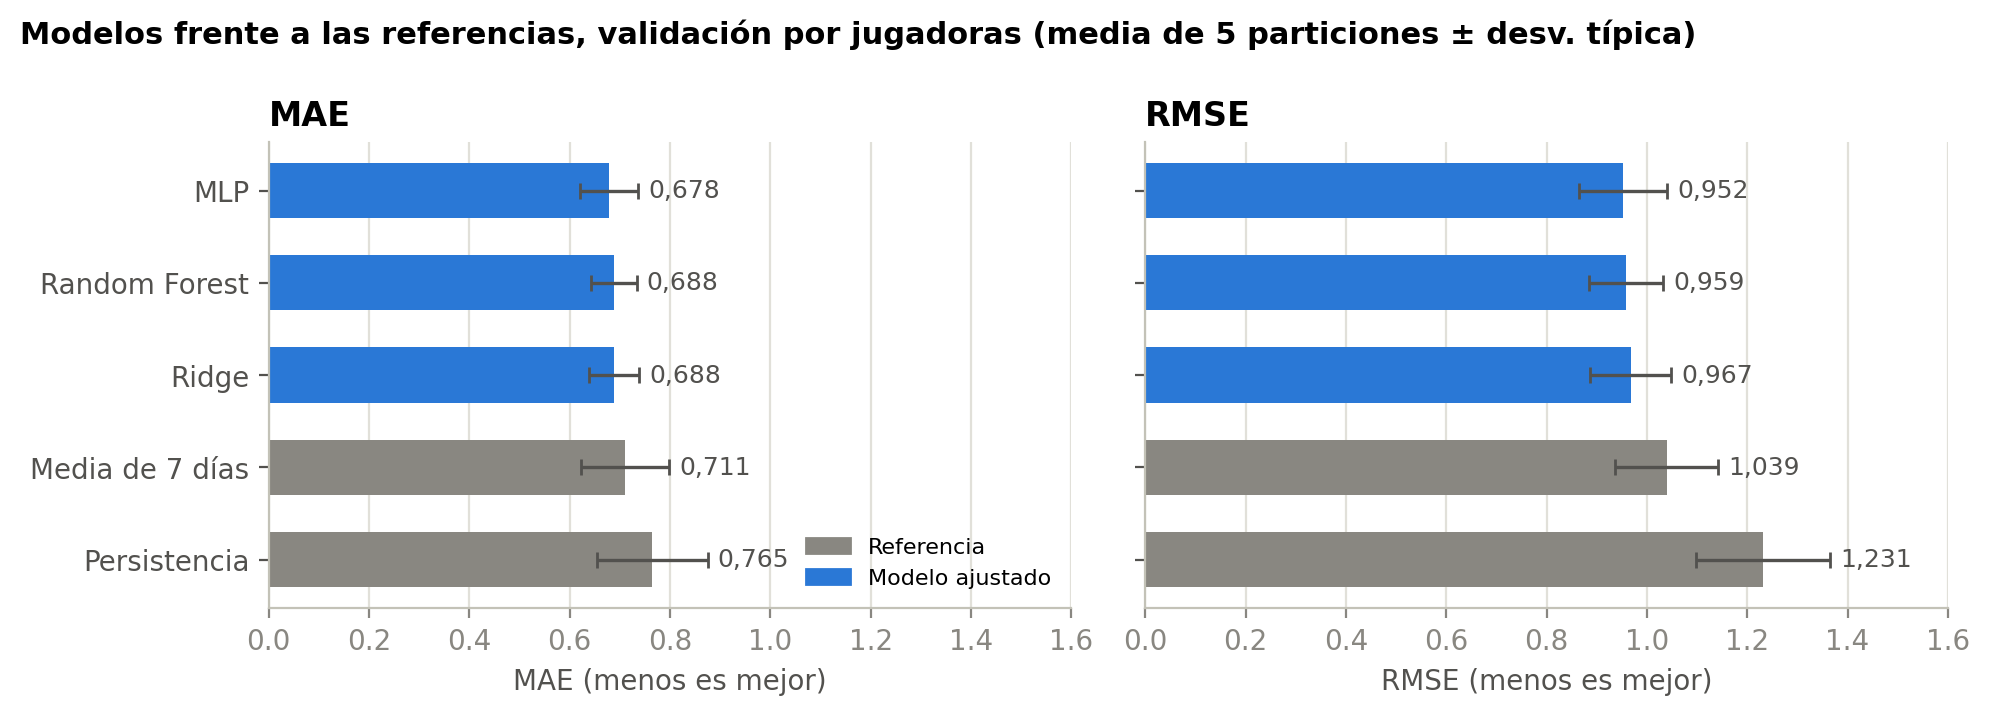 Modelos frente a las referencias, validación por jugadoras (media de 5 particiones ± desv. típica)
MAE
MLP
0,678
Random Forest
0,688
Ridge
0,688
Media de 7 días
0,711
Persistencia
0,765
Referencia
Modelo ajustado
0.0 0.2 0.4 0.6 0.8 1.0 1.2 1.4 1.6
MAE (menos es mejor)
RMSE
0,952
0,959
0,967
1,039
1,231
0.0 0.2 0.4 0.6 0.8 1.0 1.2 1.4 1.6
RMSE (menos es mejor)